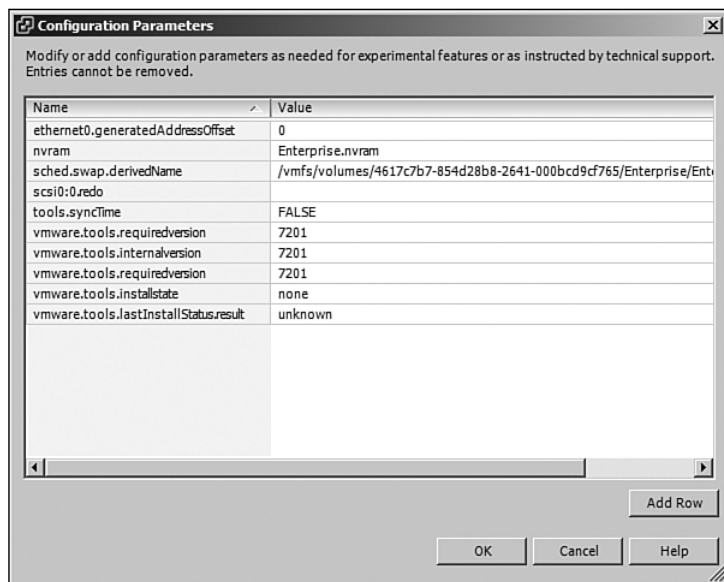 Configuration Parameters
Modify or add configuration parameters as needed for experimental features or as instructed by technical support.
Entries cannot be removed.
Name Value
ethernet0.generatedAddressOffset 0
nvram Enterprise.nvram
sched.swap.derivedName /vmfs/volumes/4617c7b7-854d28b8-2641-000bcd9cf765/Enterprise/Ent
scsi0:0.redo
tools.syncTime FALSE
vmware.tools.requiredversion 7201
vmware.tools.internalversion 7201
vmware.tools.requiredversion 7201
vmware.tools.installstate none
vmware.tools.lastInstallStatus.result unknown
Add Row
OK Cancel Help